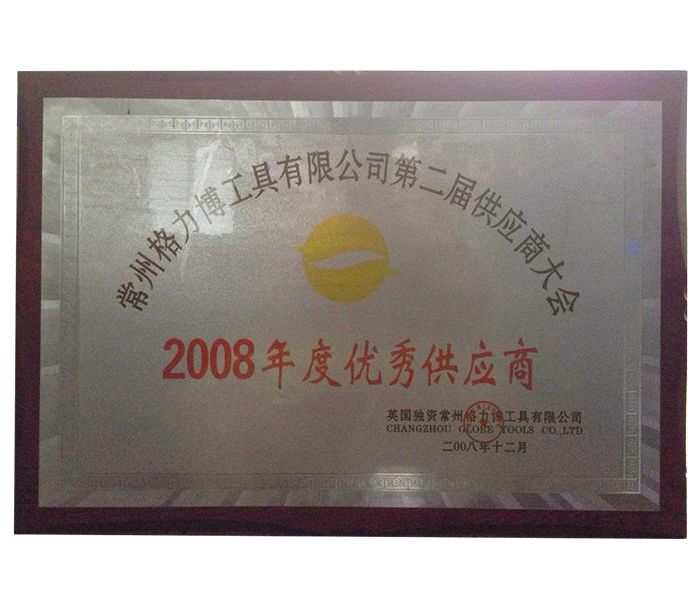 常州格力博工具有限公司第二届供应商大会
2008年度优秀供应商
英国独资常州格力博工具有限公司
CHANGZHOU GLOBE TOOLS CO.,LTD
二00八年十二月